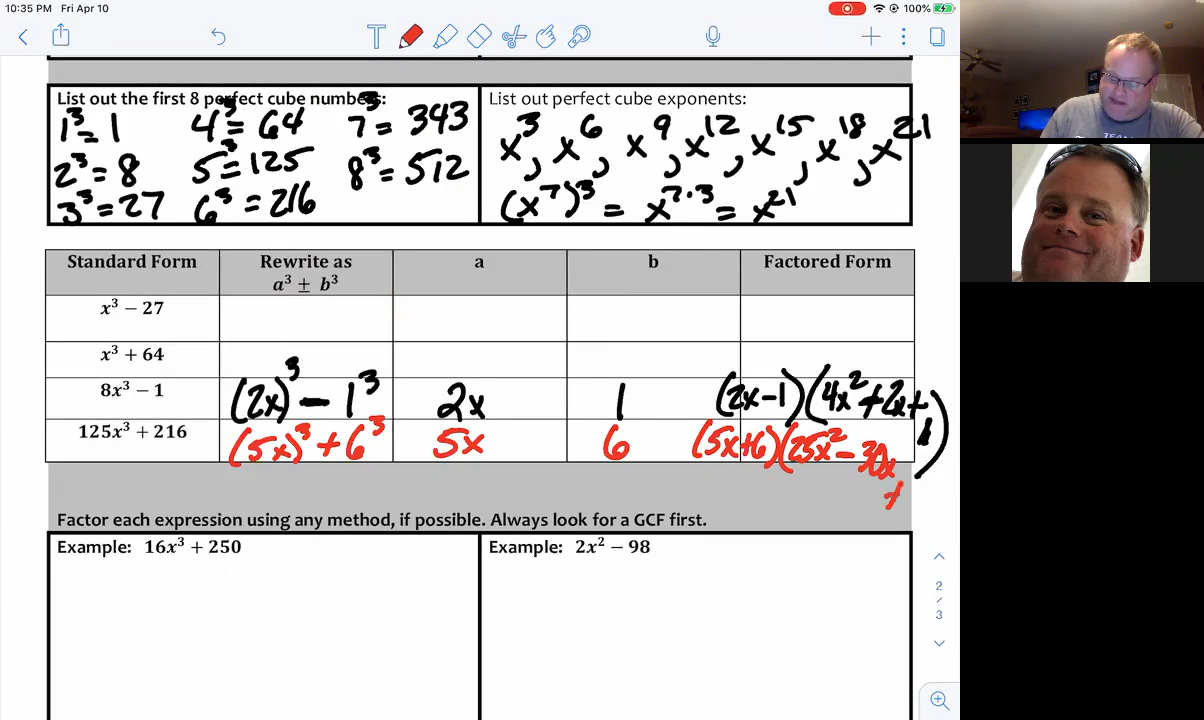 10:35 PM Fri Apr 10
100%
List out the first 8 perfect cube numbers:
1³ = 1 4³ = 64 7³ = 343
2³ = 8 5³ = 125 8³ = 512
3³ = 27 6³ = 216
List out perfect cube exponents:
x³, x⁶, x⁹, x¹², x¹⁵, x¹⁸, x²¹
(x⁷)³ = x⁷·³ = x²¹
Standard Form Rewrite as a b Factored Form
a³ ± b³
x³ − 27
x³ + 64
8x³ − 1 (2x)³ − 1³ 2x 1 (2x−1)(4x²+2x+
1)
125x³ + 216 (5x)³ + 6³ 5x 6 (5x+6)(25x² − 30x
+
Factor each expression using any method, if possible. Always look for a GCF first.
Example: 16x³ + 250
Example: 2x² − 98
2
/
3
TEAM